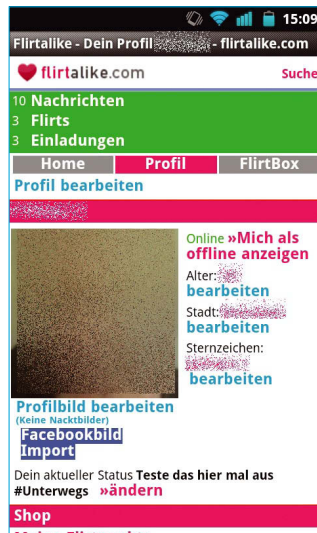 15:09
Flirtalike - Dein Profil - flirtalike.com
flirtalike.com Suche
10 Nachrichten
3 Flirts
3 Einladungen
Home Profil FlirtBox
Profil bearbeiten
Online »Mich als
offline anzeigen
Alter:
bearbeiten
Stadt:
bearbeiten
Sternzeichen:
bearbeiten
Profilbild bearbeiten
(Keine Nacktbilder)
Facebookbild
Import
Dein aktueller Status Teste das hier mal aus
#Unterwegs »ändern
Shop